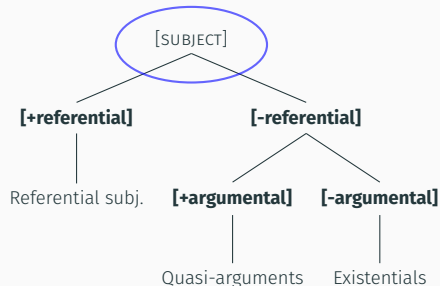 [SUBJECT]
[+referential] [-referential]
Referential subj. [+argumental] [-argumental]
Quasi-arguments Existentials